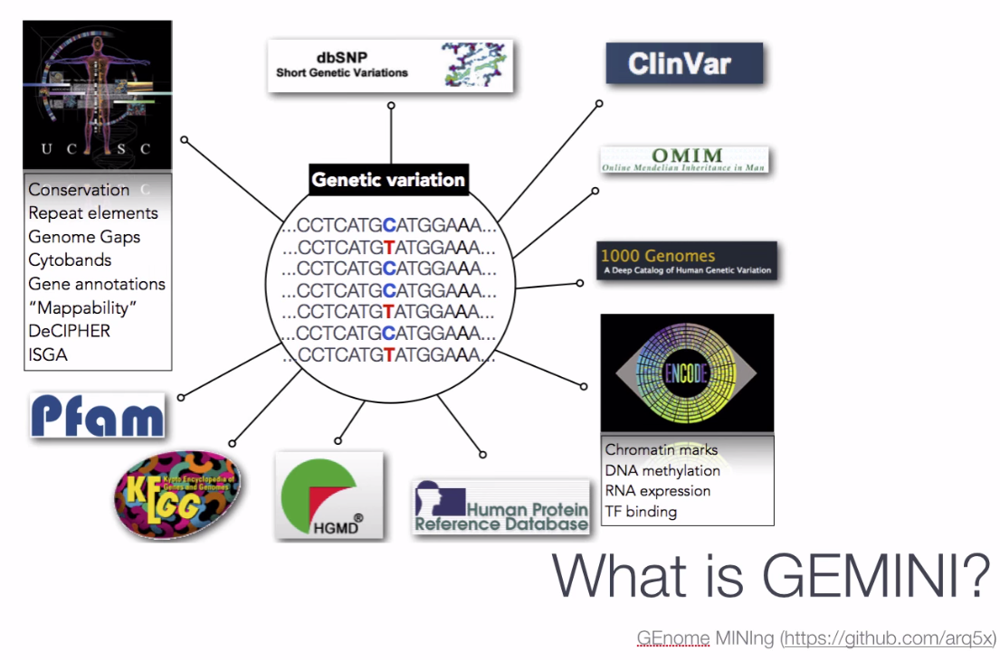 U C S C
Conservation
Repeat elements
Genome Gaps
Cytobands
Gene annotations
“Mappability”
DeCIPHER
ISGA
dbSNP
Short Genetic Variations
ClinVar
OMIM
Online Mendelian Inheritance in Man
1000 Genomes
A Deep Catalog of Human Genetic Variation
Genetic variation
...CCTCATGCATGGAAA...
...CCTCATGTATGGAAA...
...CCTCATGCATGGAAA...
...CCTCATGCATGGAAA...
...CCTCATGTATGGAAA...
...CCTCATGCATGGAAA...
...CCTCATGTATGGAAA...
ENCODE
Chromatin marks
DNA methylation
RNA expression
TF binding
Pfam
KEGG
Kyoto Encyclopedia of
Genes and Genomes
HGMD®
Human Protein
Reference Database
What is GEMINI?
GEnome MINIng (https://github.com/arq5x)